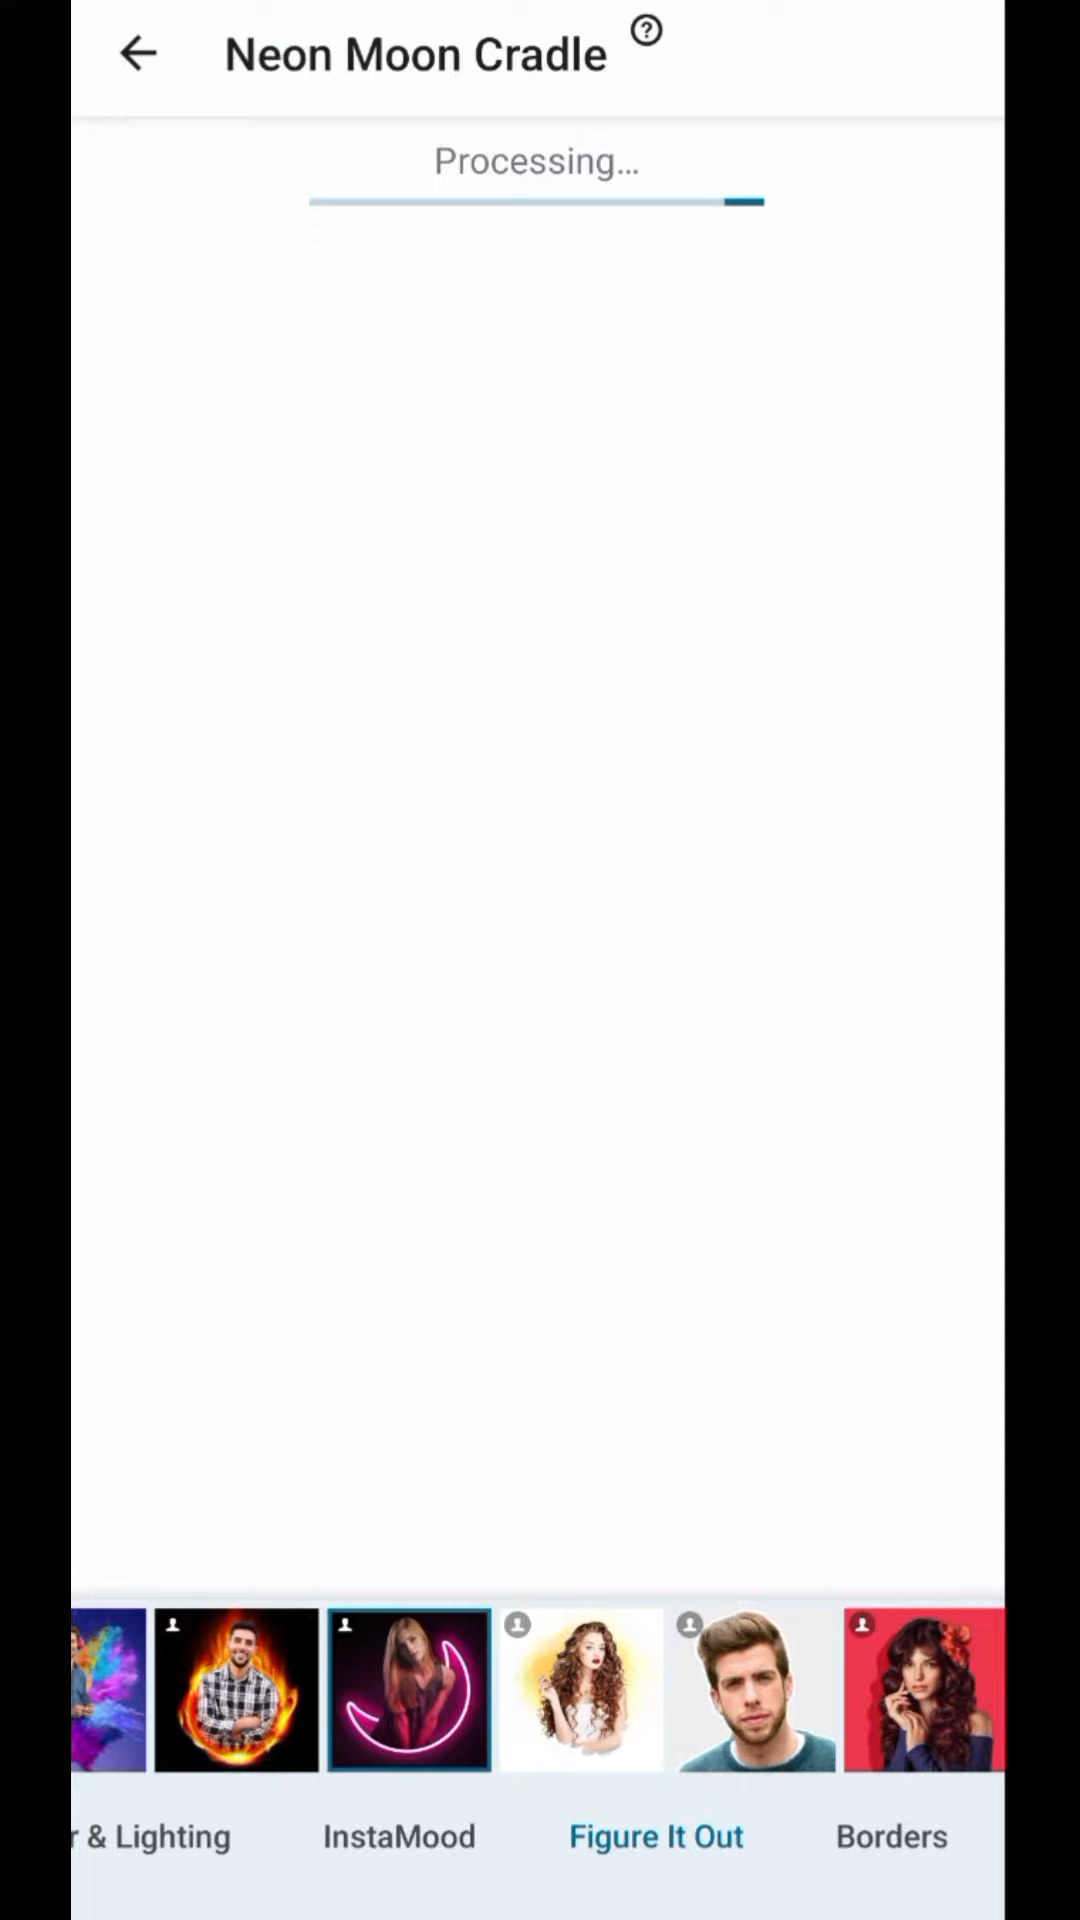 Neon Moon Cradle
Processing...
r & Lighting
InstaMood
Figure It Out
Borders